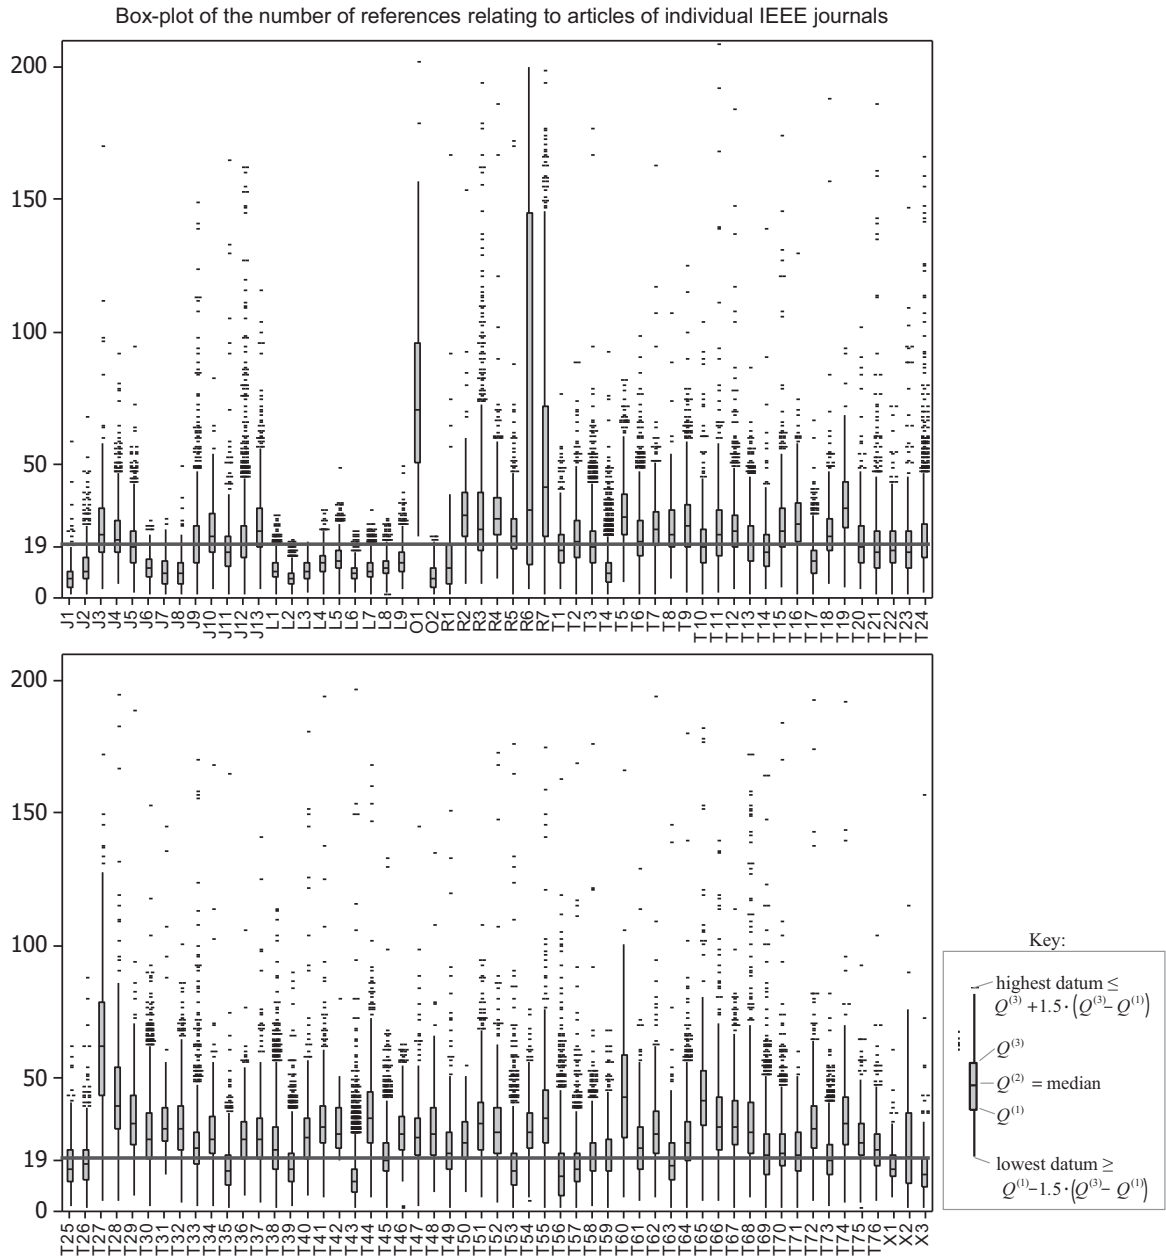 Box-plot of the number of references relating to articles of individual IEEE journals
200
150
100
50
19
0
J1 J2 J3 J4 J5 J6 J7 J8 J9 J10 J11 J12 J13 L1 L2 L3 L4 L5 L6 L7 L8 L9 O1 O2 R1 R2 R3 R4 R5 R6 R7 T1 T2 T3 T4 T5 T6 T7 T8 T9 T10 T11 T12 T13 T14 T15 T16 T17 T18 T19 T20 T21 T22 T23 T24
200
150
100
50
19
0
T25 T26 T27 T28 T29 T30 T31 T32 T33 T34 T35 T36 T37 T38 T39 T40 T41 T42 T43 T44 T45 T46 T47 T48 T49 T50 T51 T52 T53 T54 T55 T56 T57 T58 T59 T60 T61 T62 T63 T64 T65 T66 T67 T68 T69 T70 T71 T72 T73 T74 T75 T76 X1 X2 X3
Key:
highest datum ≤
Q⁽³⁾ +1.5·(Q⁽³⁾− Q⁽¹⁾)
Q⁽³⁾
Q⁽²⁾ = median
Q⁽¹⁾
lowest datum ≥
Q⁽¹⁾−1.5·(Q⁽³⁾− Q⁽¹⁾)